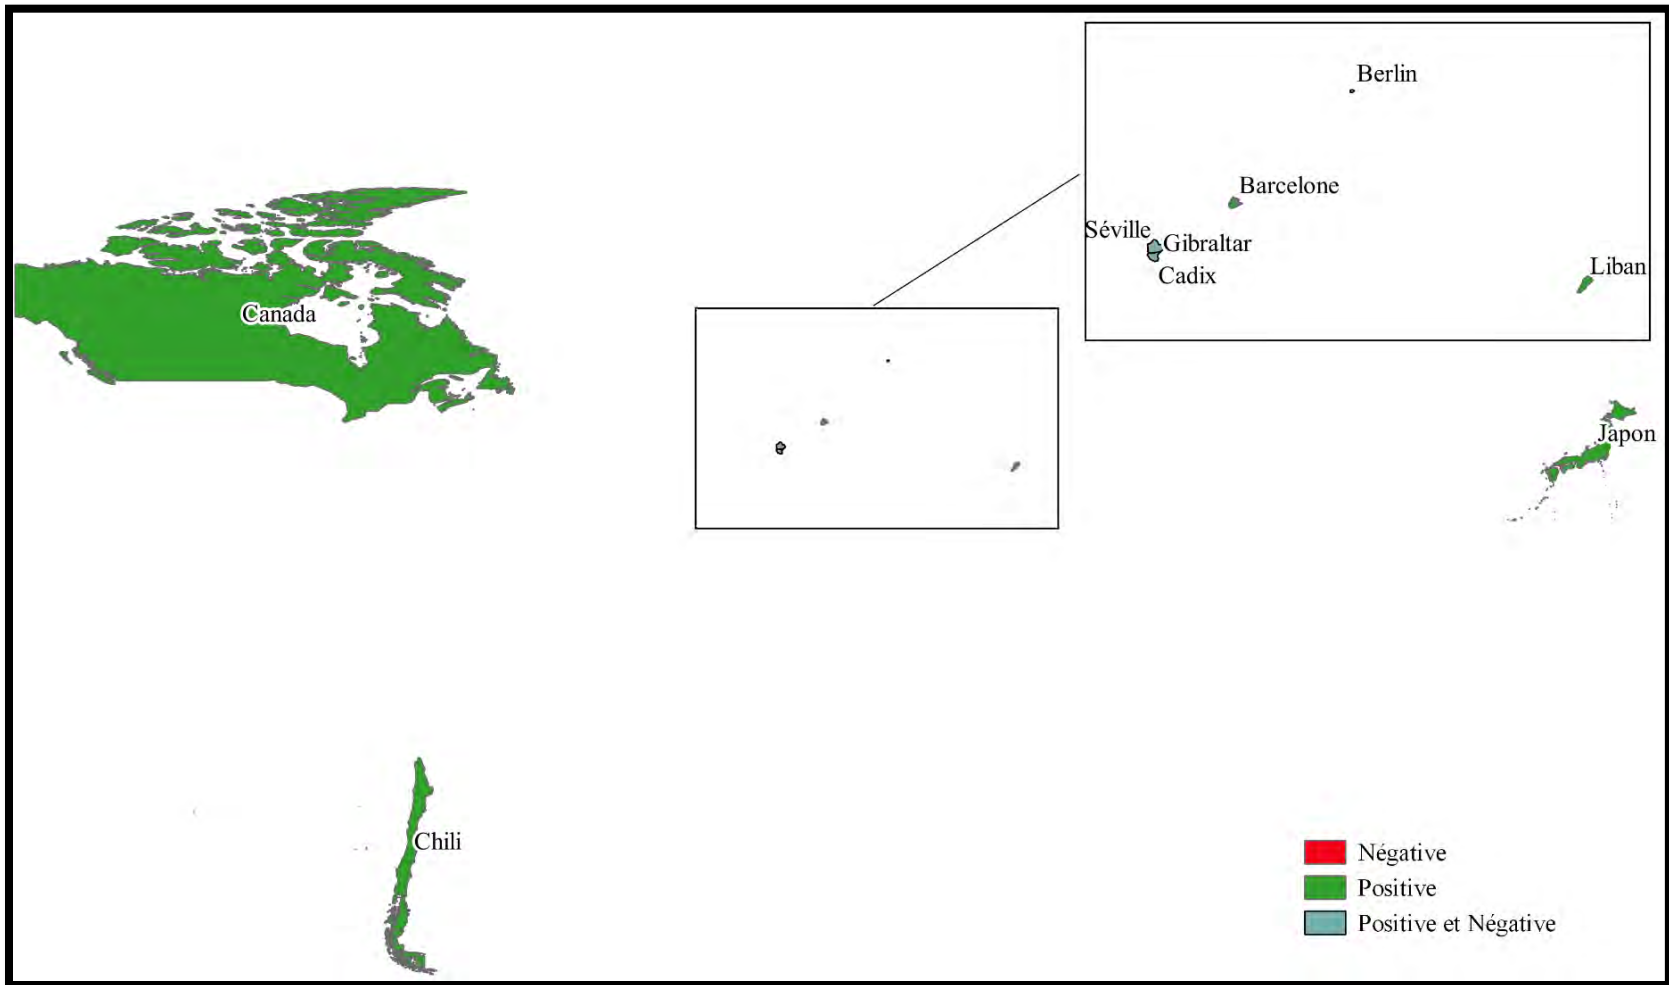 Berlin
Barcelone
Séville
Gibraltar
Cadix
Liban
Canada
Japon
Chili
Négative
Positive
Positive et Négative